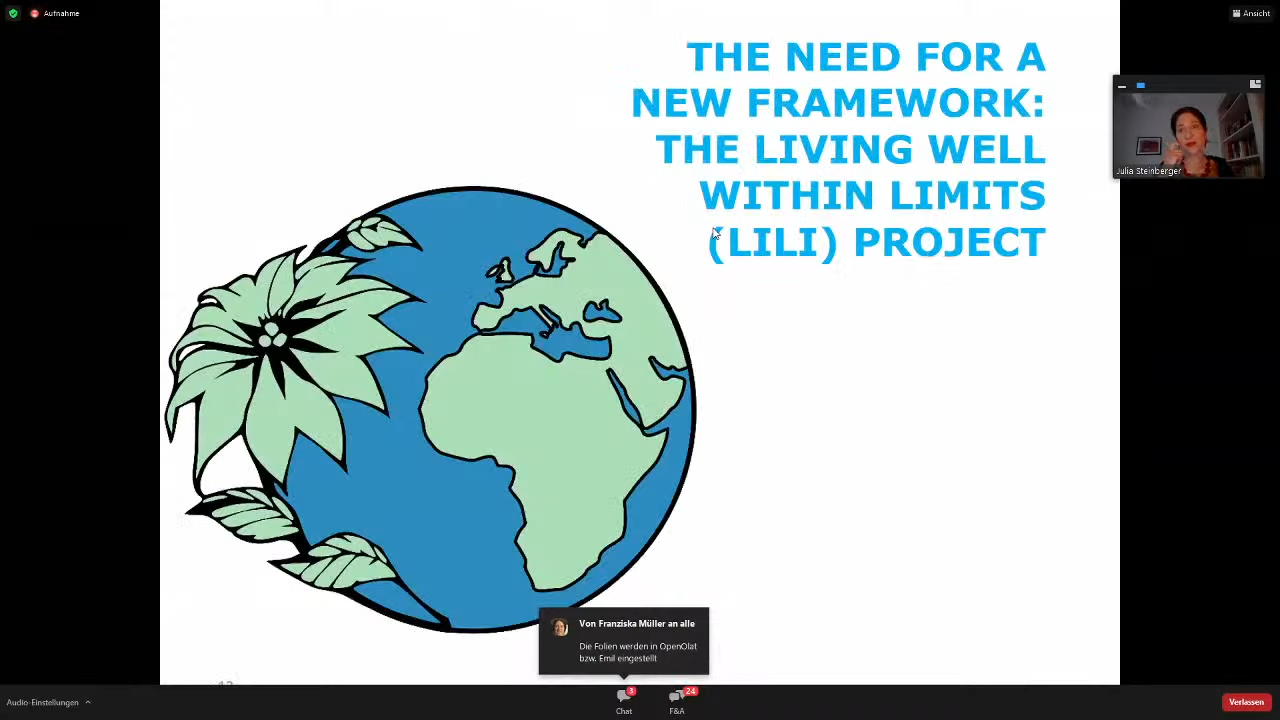 Aufnahme
Ansicht
THE NEED FOR A
NEW FRAMEWORK:
THE LIVING WELL
WITHIN LIMITS
(LILI) PROJECT
Julia Steinberger
Von Franziska Müller an alle
Die Folien werden in OpenOlat
bzw. Emil eingestellt
Audio-Einstellungen
3
Chat
24
F&A
Verlassen